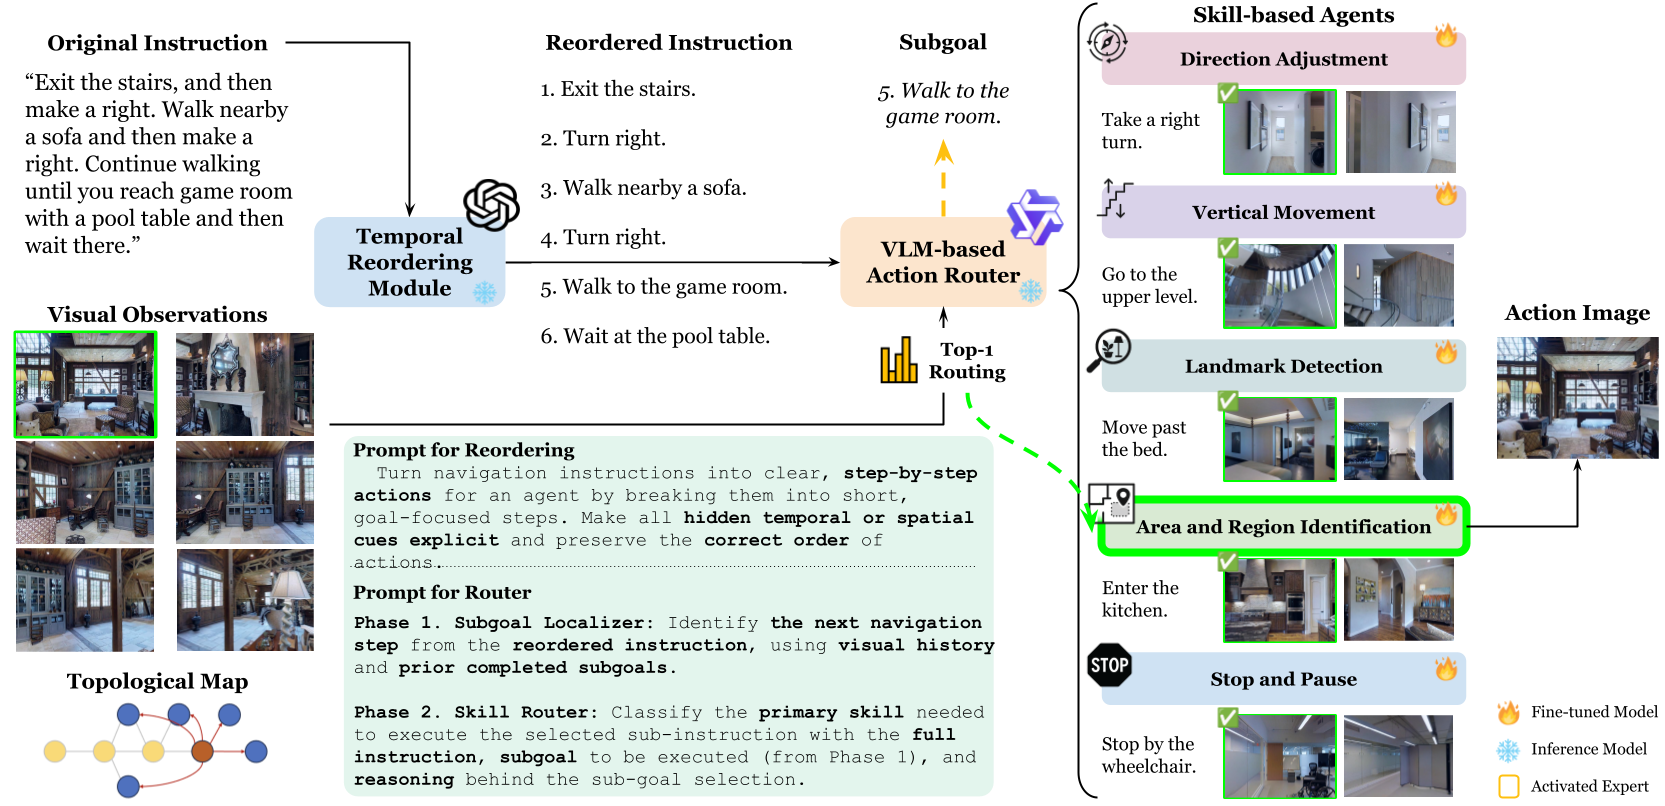 Original Instruction
“Exit the stairs, and then
make a right. Walk nearby
a sofa and then make a
right. Continue walking
until you reach game room
with a pool table and then
wait there.”
Visual Observations
Topological Map
Temporal
Reordering
Module
Reordered Instruction
1. Exit the stairs.
2. Turn right.
3. Walk nearby a sofa.
4. Turn right.
5. Walk to the game room.
6. Wait at the pool table.
Subgoal
5. Walk to the
game room.
VLM-based
Action Router
Top-1
Routing
Prompt for Reordering
Turn navigation instructions into clear, step-by-step
actions for an agent by breaking them into short,
goal-focused steps. Make all hidden temporal or spatial
cues explicit and preserve the correct order of
actions.
Prompt for Router
Phase 1. Subgoal Localizer: Identify the next navigation
step from the reordered instruction, using visual history
and prior completed subgoals.
Phase 2. Skill Router: Classify the primary skill needed
to execute the selected sub-instruction with the full
instruction, subgoal to be executed (from Phase 1), and
reasoning behind the sub-goal selection.
Skill-based Agents
Direction Adjustment
Take a right
turn.
Vertical Movement
Go to the
upper level.
Landmark Detection
Move past
the bed.
Area and Region Identification
Enter the
kitchen.
STOP
Stop and Pause
Stop by the
wheelchair.
Action Image
Fine-tuned Model
Inference Model
Activated Expert